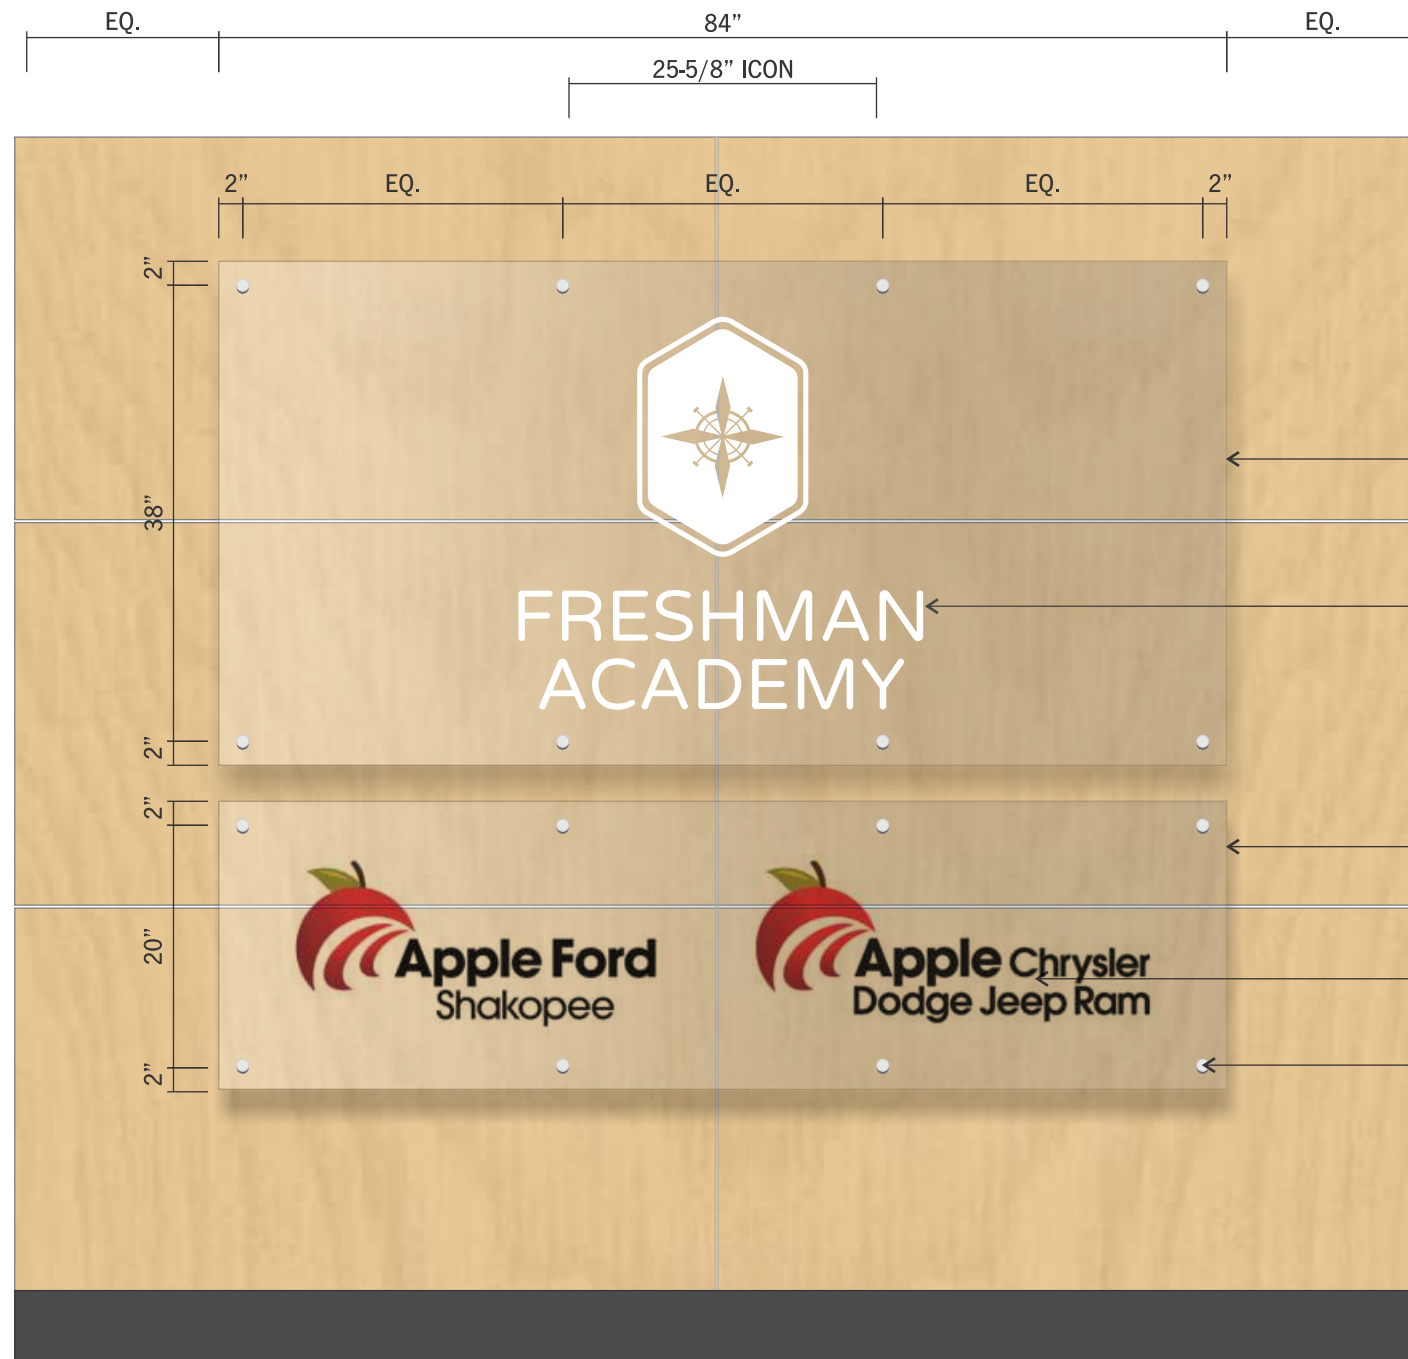 EQ. 84” EQ.
25-5/8” ICON
2” EQ. EQ. EQ. 2”
2”
38”
FRESHMAN
ACADEMY
2”
2”
20”
Apple Ford
Shakopee
Apple Chrysler
Dodge Jeep Ram
2”